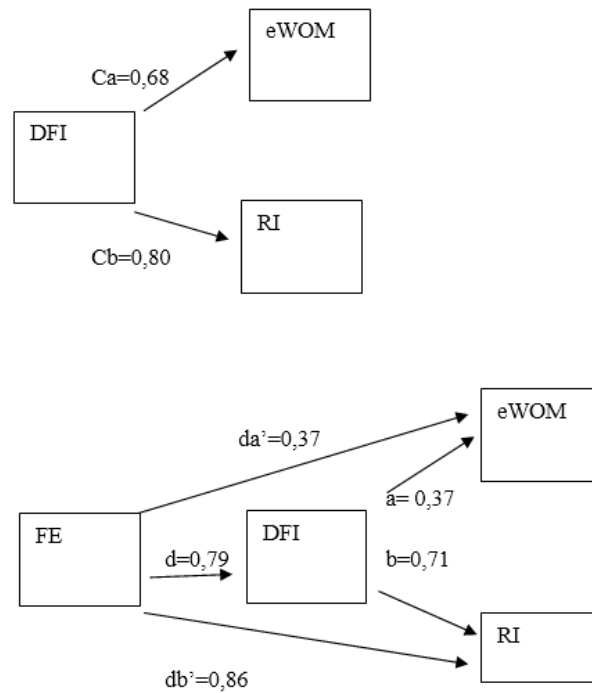 eWOM
Ca=0,68
DFI
RI
Cb=0,80
eWOM
da’=0,37
a= 0,37
FE
DFI
d=0,79
b=0,71
RI
db’=0,86